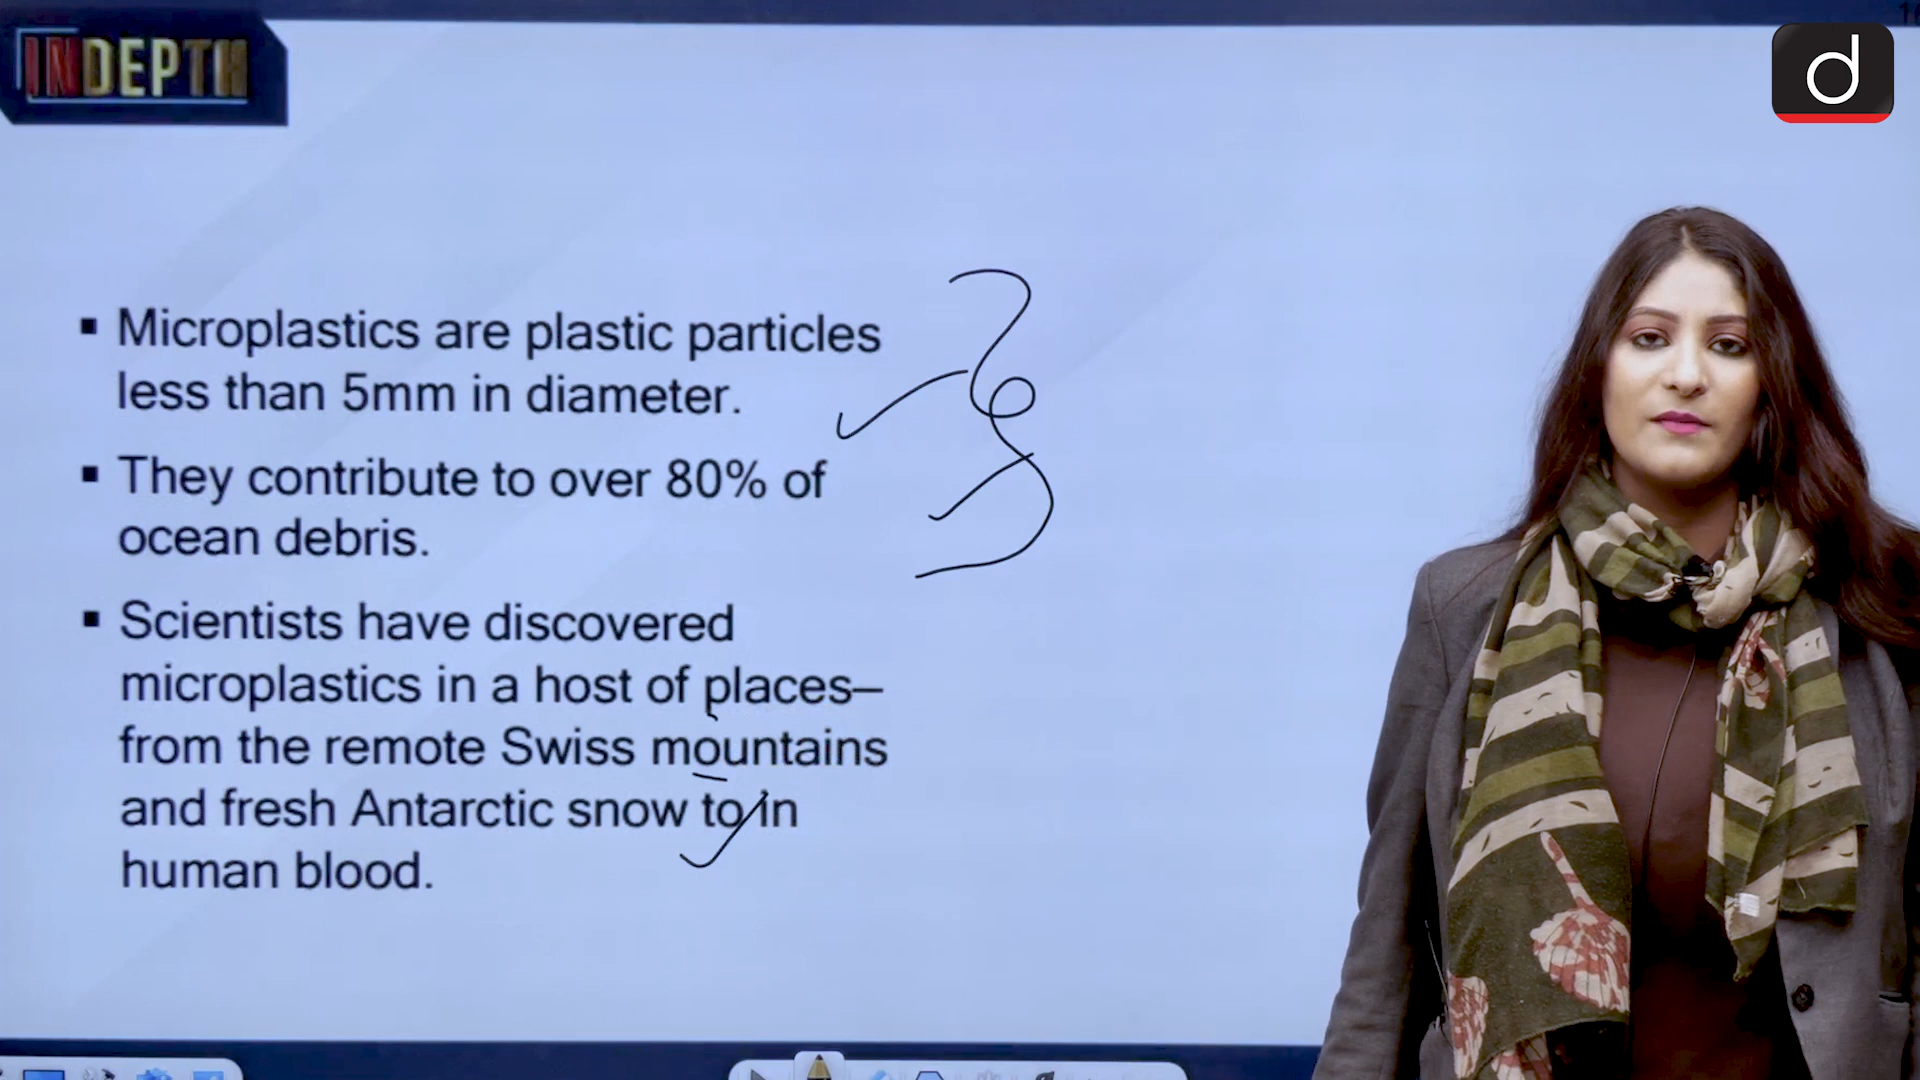 INDEPTH
d
Microplastics are plastic particles
less than 5mm in diameter.
They contribute to over 80% of
ocean debris.
Scientists have discovered
microplastics in a host of places—
from the remote Swiss mountains
and fresh Antarctic snow to in
human blood.